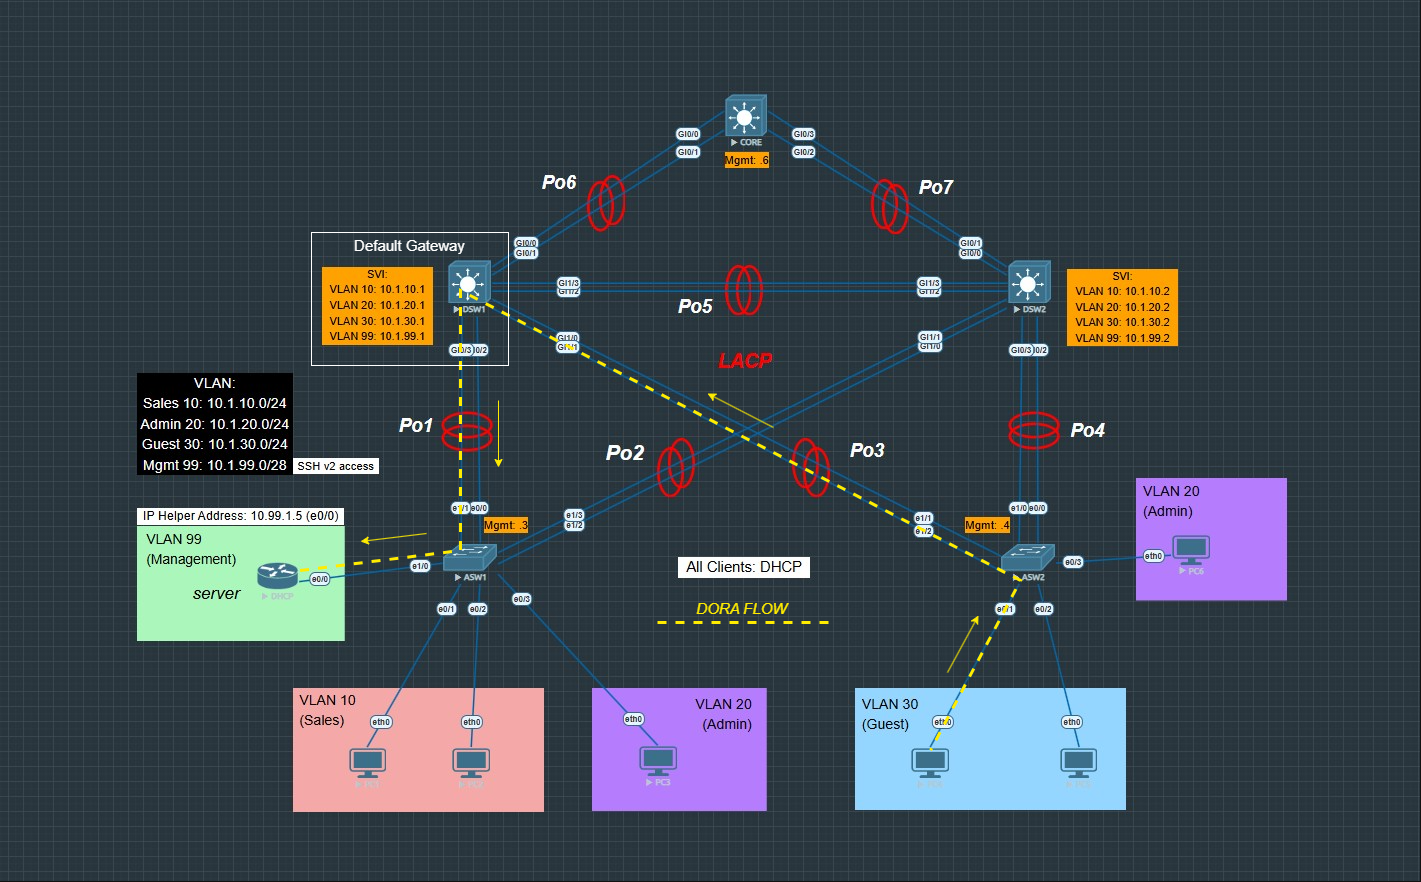 GI0/0
GI0/3
GI0/1
GI0/2
CORE
Mgmt: .6
Po6
Po7
Default Gateway
GI0/0
GI0/1
GI0/1
GI0/0
SVI:
VLAN 10: 10.1.10.1
VLAN 20: 10.1.20.1
VLAN 30: 10.1.30.1
VLAN 99: 10.1.99.1
DSW1
GI1/3
GI1/2
Po5
GI1/3
GI1/2
DSW2
SVI:
VLAN 10: 10.1.10.2
VLAN 20: 10.1.20.2
VLAN 30: 10.1.30.2
VLAN 99: 10.1.99.2
GI0/3
GI1/0
GI1/1
GI1/1
GI1/0
GI0/3
LACP
VLAN:
Sales 10: 10.1.10.0/24
Admin 20: 10.1.20.0/24
Guest 30: 10.1.30.0/24
Mgmt 99: 10.1.99.0/28
SSH v2 access
Po1
Po2
Po3
Po4
IP Helper Address: 10.99.1.5 (e0/0)
VLAN 99
(Management)
server
DHCP
e0/0
e1/0
e1/1
e0/0
Mgmt: .3
e1/3
e1/2
ASW1
e0/1
e0/2
e0/3
All Clients: DHCP
DORA FLOW
e1/1
e1/2
Mgmt: .4
e1/0
e0/0
ASW2
e0/3
e0/1
e0/2
VLAN 20
(Admin)
eth0
PC6
VLAN 10
(Sales)
eth0
eth0
VLAN 20
(Admin)
eth0
PC3
VLAN 30
(Guest)
eth0
eth0